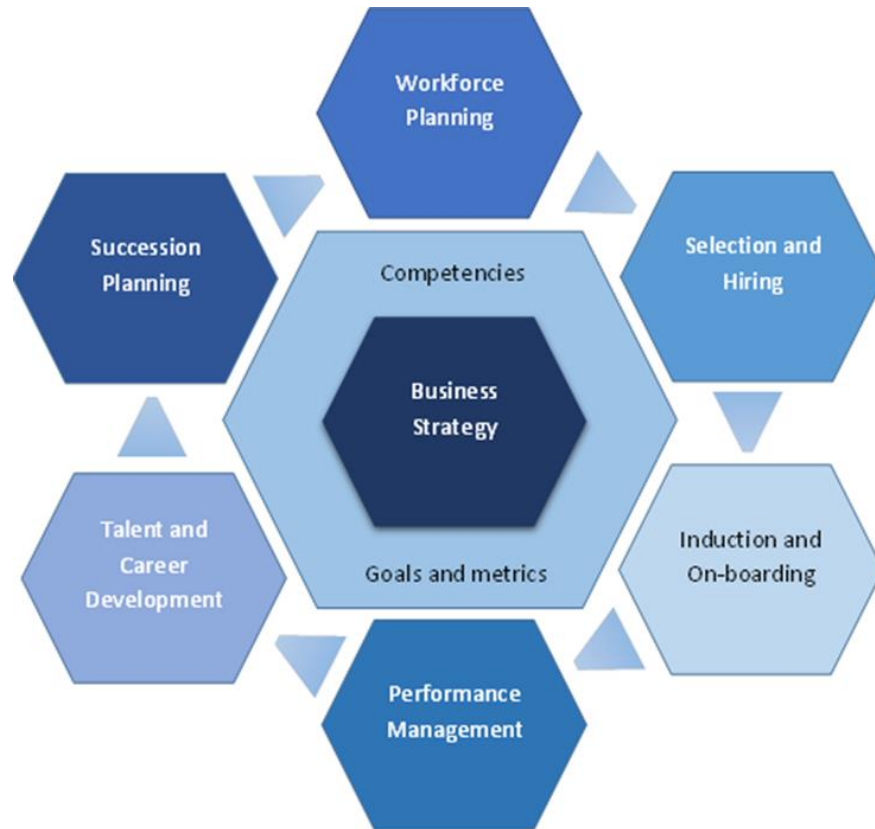 Workforce
Planning
Selection and
Hiring
Induction and
On-boarding
Performance
Management
Talent and
Career
Development
Succession
Planning
Competencies
Business
Strategy
Goals and metrics